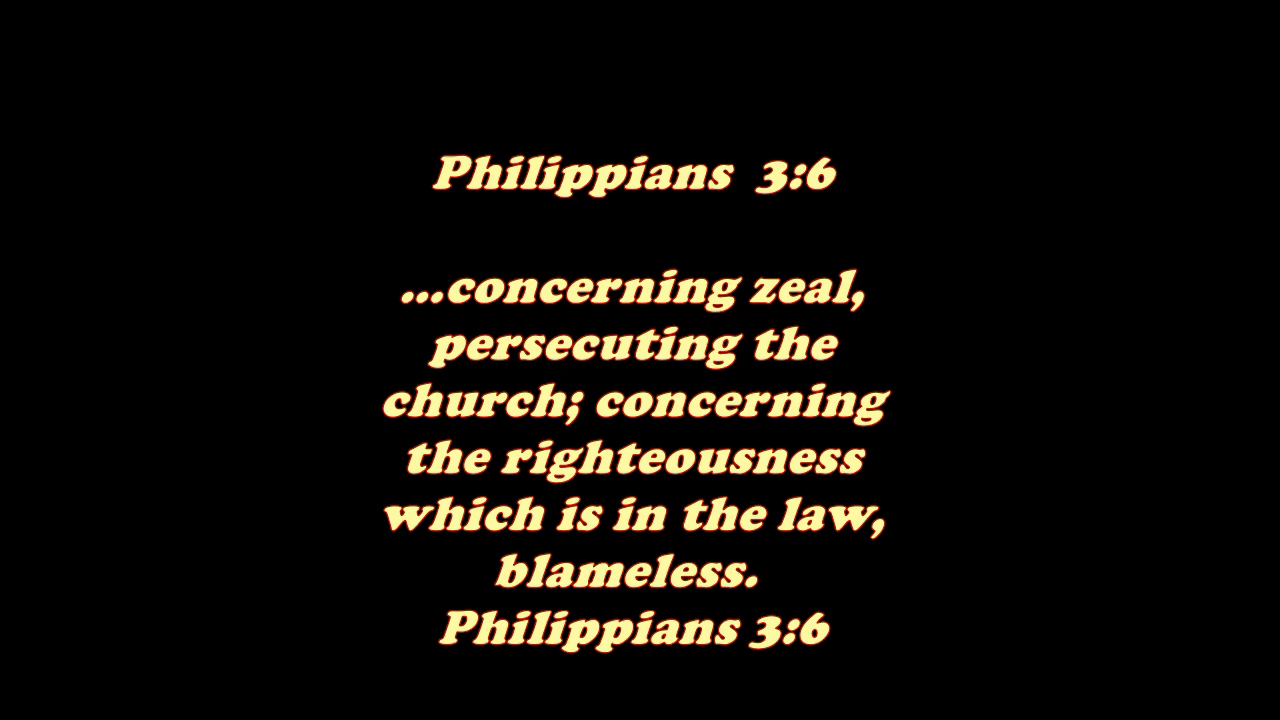 Philippians  3:6
...concerning zeal,
persecuting the
church; concerning
the righteousness
which is in the law,
blameless.
Philippians 3:6